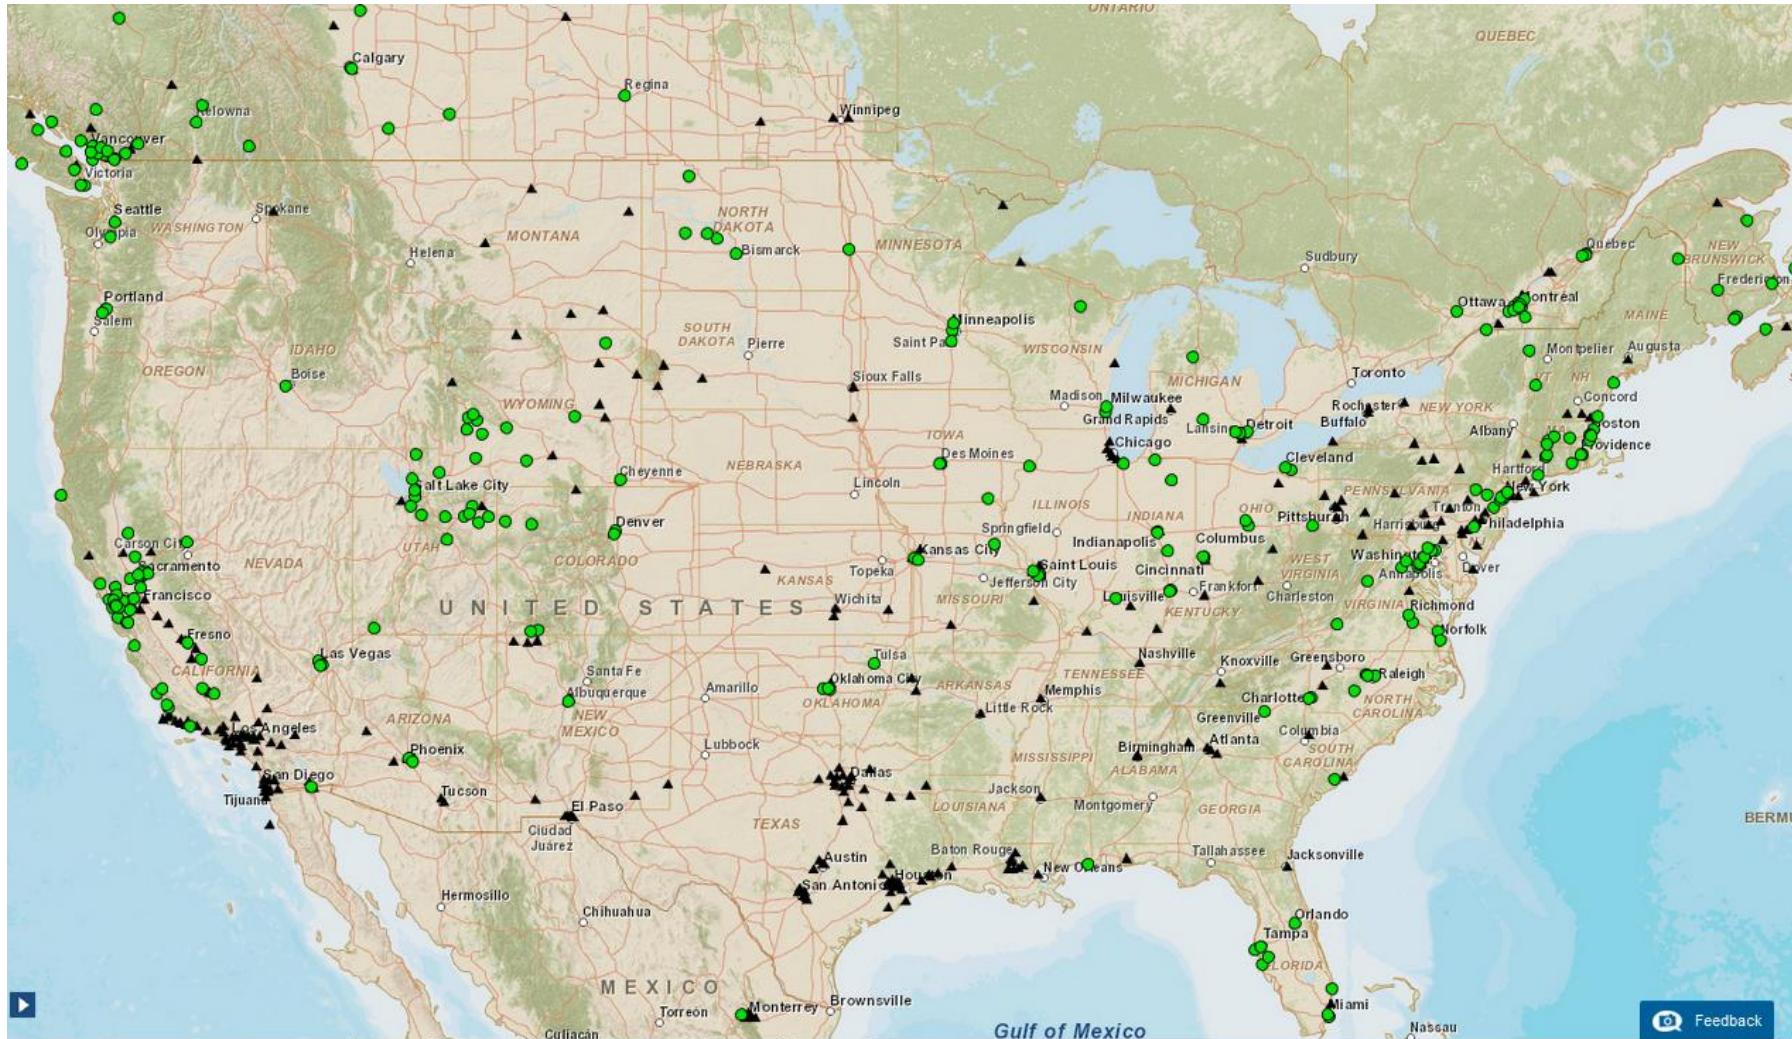 ONTARIO
QUEBEC
Calgary
Regina
Kelowna
Winnipeg
Vancouver
Victoria
Seattle
Spokane
WASHINGTON
Olympia
NORTH
DAKOTA
MONTANA
Bismarck
MINNESOTA
Helena
Sudbury
Quebec
NEW
BRUNSWICK
Fredericton
Portland
Salem
Ottawa
Montréal
MAINE
Minneapolis
SOUTH
DAKOTA
Pierre
WISCONSIN
IDAHO
OREGON
Boise
Montpelier
Augusta
Toronto
Sioux Falls
MICHIGAN
VT
NH
Concord
WYOMING
Madison
Milwaukee
Grand Rapids
Rochester
Buffalo
NEW YORK
Albany
Boston
Providence
Lansing
Detroit
IOWA
Chicago
Des Moines
Cleveland
Hartford
Cheyenne
NEBRASKA
Salt Lake City
Lincoln
New York
PENNSYLVANIA
ILLINOIS
INDIANA
OHIO
Pittsburgh
Harrisburg
Trenton
Philadelphia
Denver
Springfield
Carson City
NEVADA
UTAH
COLORADO
Kansas City
Indianapolis
Columbus
WEST
VIRGINIA
Washington
Annapolis
Dover
Sacramento
Topeka
KANSAS
Saint Louis
Jefferson City
Cincinnati
Frankfort
Charleston
Francisco
UNITED STATES
Wichita
MISSOURI
Louisville
KENTUCKY
VIRGINIA
Richmond
Norfolk
Fresno
Las Vegas
CALIFORNIA
Santa Fe
Albuquerque
Tulsa
Nashville
TENNESSEE
Knoxville
Greensboro
Raleigh
Amarillo
Oklahoma City
OKLAHOMA
ARKANSAS
Memphis
Charlotte
NORTH
CAROLINA
Little Rock
Greenville
ARIZONA
NEW
MEXICO
Los Angeles
Columbia
Phoenix
Lubbock
MISSISSIPPI
Birmingham
ALABAMA
Atlanta
SOUTH
CAROLINA
San Diego
Tijuana
Tucson
El Paso
Dallas
Jackson
LOUISIANA
Montgomery
GEORGIA
Ciudad
Juárez
TEXAS
BERMU
Austin
Baton Rouge
Tallahassee
Jacksonville
New Orleans
San Antonio
Houston
Hermosillo
Chihuahua
Orlando
Tampa
FLORIDA
MEXICO
Torreón
Monterrey
Brownsville
Miami
Culiacán
Gulf of Mexico
Nassau
Feedback